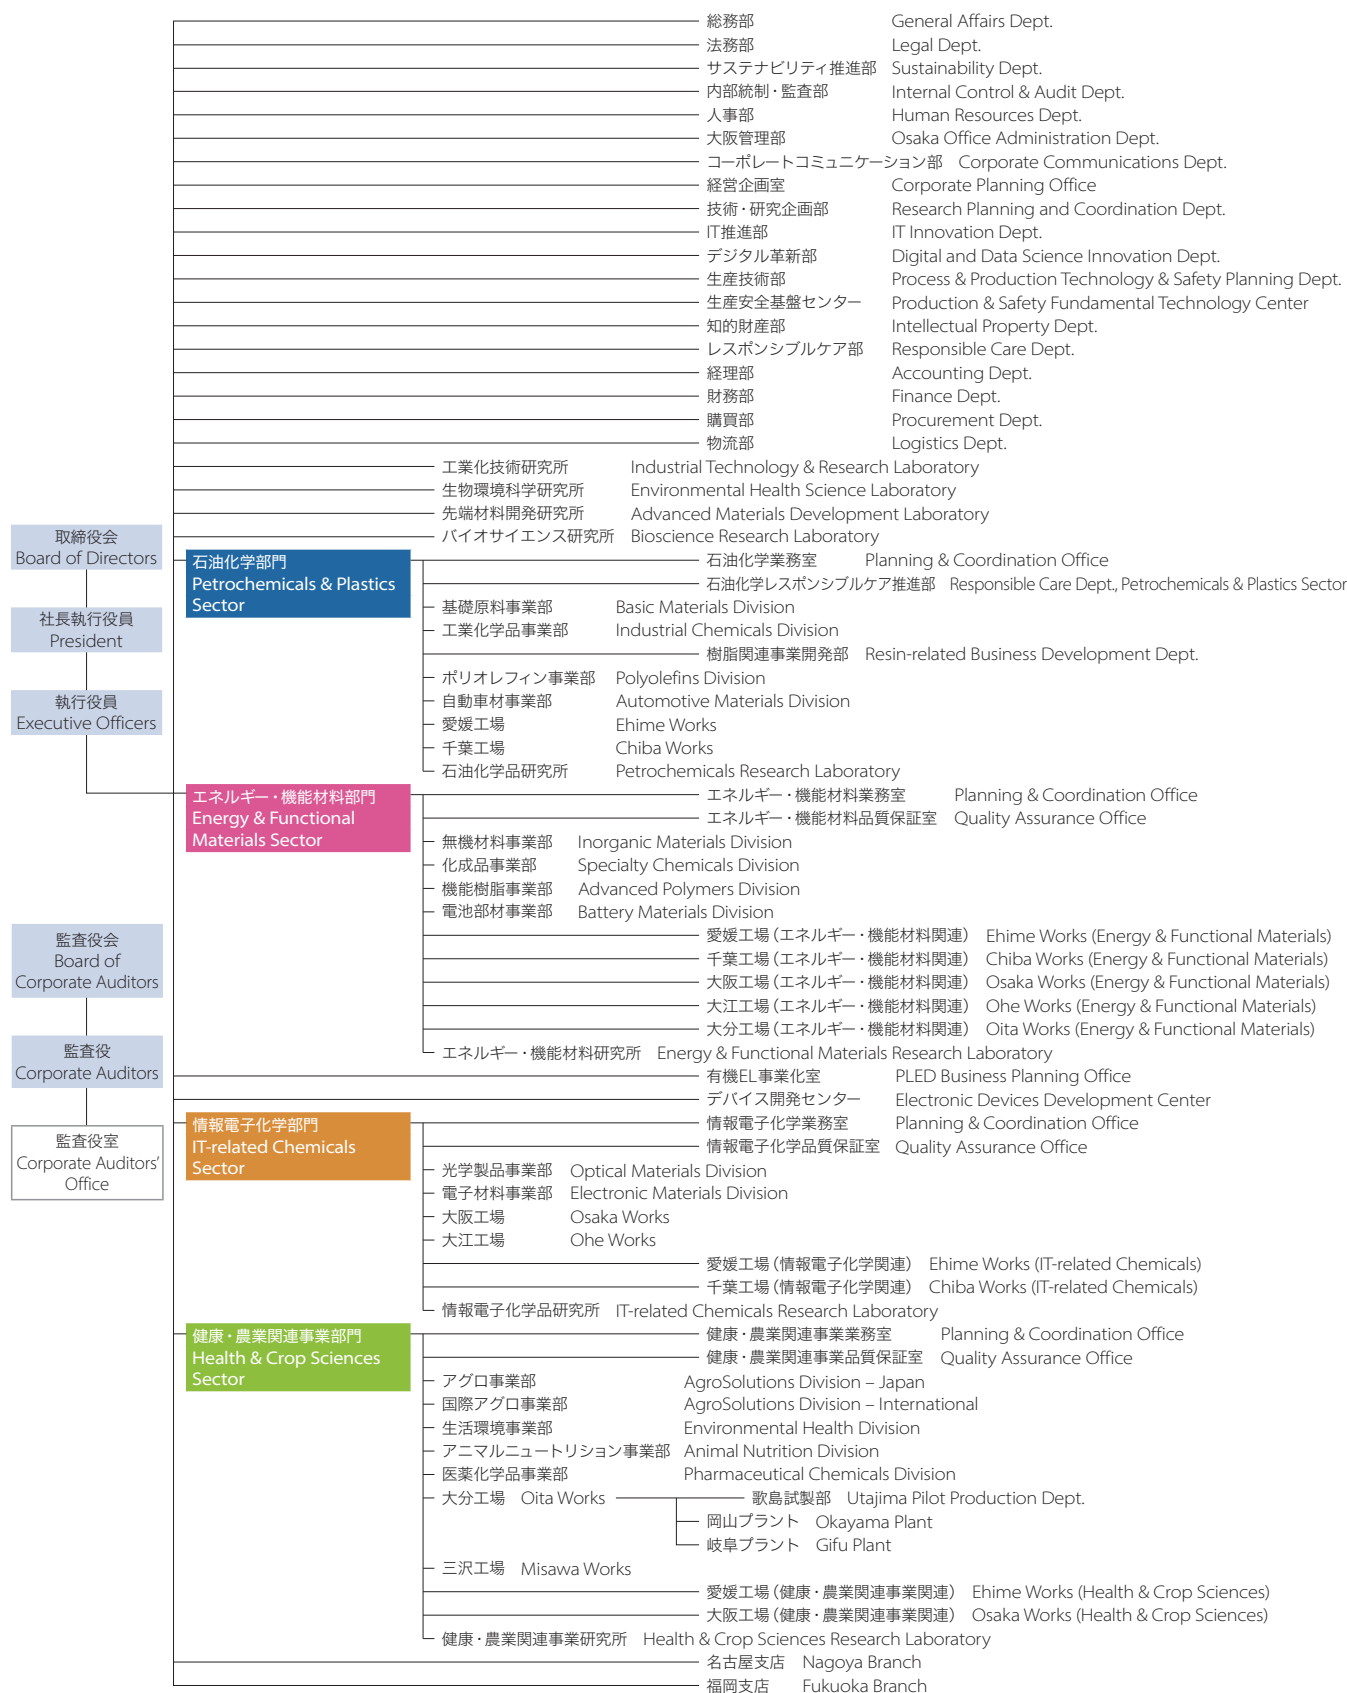 総務部 General Affairs Dept.
法務部 Legal Dept.
サステナビリティ推進部 Sustainability Dept.
内部統制・監査部 Internal Control & Audit Dept.
人事部 Human Resources Dept.
大阪管理部 Osaka Office Administration Dept.
コーポレートコミュニケーション部 Corporate Communications Dept.
経営企画室 Corporate Planning Office
技術・研究企画部 Research Planning and Coordination Dept.
IT推進部 IT Innovation Dept.
デジタル革新部 Digital and Data Science Innovation Dept.
生産技術部 Process & Production Technology & Safety Planning Dept.
生産安全基盤センター Production & Safety Fundamental Technology Center
知的財産部 Intellectual Property Dept.
レスポンシブルケア部 Responsible Care Dept.
経理部 Accounting Dept.
財務部 Finance Dept.
購買部 Procurement Dept.
物流部 Logistics Dept.
工業化技術研究所 Industrial Technology & Research Laboratory
生物環境科学研究所 Environmental Health Science Laboratory
先端材料開発研究所 Advanced Materials Development Laboratory
バイオサイエンス研究所 Bioscience Research Laboratory
取締役会
Board of Directors
社長執行役員
President
執行役員
Executive Officers
監査役会
Board of
Corporate Auditors
監査役
Corporate Auditors
監査役室
Corporate Auditors'
Office
石油化学部門
Petrochemicals & Plastics
Sector
石油化学業務室 Planning & Coordination Office
石油化学レスポンシブルケア推進部 Responsible Care Dept., Petrochemicals & Plastics Sector
基礎原料事業部 Basic Materials Division
工業化学品事業部 Industrial Chemicals Division
樹脂関連事業開発部 Resin-related Business Development Dept.
ポリオレフィン事業部 Polyolefins Division
自動車材事業部 Automotive Materials Division
愛媛工場 Ehime Works
千葉工場 Chiba Works
石油化学品研究所 Petrochemicals Research Laboratory
エネルギー・機能材料部門
Energy & Functional
Materials Sector
エネルギー・機能材料業務室 Planning & Coordination Office
エネルギー・機能材料品質保証室 Quality Assurance Office
無機材料事業部 Inorganic Materials Division
化成品事業部 Specialty Chemicals Division
機能樹脂事業部 Advanced Polymers Division
電池部材事業部 Battery Materials Division
愛媛工場（エネルギー・機能材料関連） Ehime Works (Energy & Functional Materials)
千葉工場（エネルギー・機能材料関連） Chiba Works (Energy & Functional Materials)
大阪工場（エネルギー・機能材料関連） Osaka Works (Energy & Functional Materials)
大江工場（エネルギー・機能材料関連） Ohe Works (Energy & Functional Materials)
大分工場（エネルギー・機能材料関連） Oita Works (Energy & Functional Materials)
エネルギー・機能材料研究所 Energy & Functional Materials Research Laboratory
有機EL事業化室 PLED Business Planning Office
デバイス開発センター Electronic Devices Development Center
情報電子化学部門
IT-related Chemicals
Sector
情報電子化学業務室 Planning & Coordination Office
情報電子化学品質保証室 Quality Assurance Office
光学製品事業部 Optical Materials Division
電子材料事業部 Electronic Materials Division
大阪工場 Osaka Works
大江工場 Ohe Works
愛媛工場（情報電子化学関連） Ehime Works (IT-related Chemicals)
千葉工場（情報電子化学関連） Chiba Works (IT-related Chemicals)
情報電子化学品研究所 IT-related Chemicals Research Laboratory
健康・農業関連事業部門
Health & Crop Sciences
Sector
健康・農業関連事業業務室 Planning & Coordination Office
健康・農業関連事業品質保証室 Quality Assurance Office
アグロ事業部 AgroSolutions Division – Japan
国際アグロ事業部 AgroSolutions Division – International
生活環境事業部 Environmental Health Division
アニマルニュートリション事業部 Animal Nutrition Division
医薬化学品事業部 Pharmaceutical Chemicals Division
大分工場 Oita Works 歌島試製部 Utajima Pilot Production Dept.
岡山プラント Okayama Plant
岐阜プラント Gifu Plant
三沢工場 Misawa Works
愛媛工場（健康・農業関連事業関連） Ehime Works (Health & Crop Sciences)
大阪工場（健康・農業関連事業関連） Osaka Works (Health & Crop Sciences)
健康・農業関連事業研究所 Health & Crop Sciences Research Laboratory
名古屋支店 Nagoya Branch
福岡支店 Fukuoka Branch